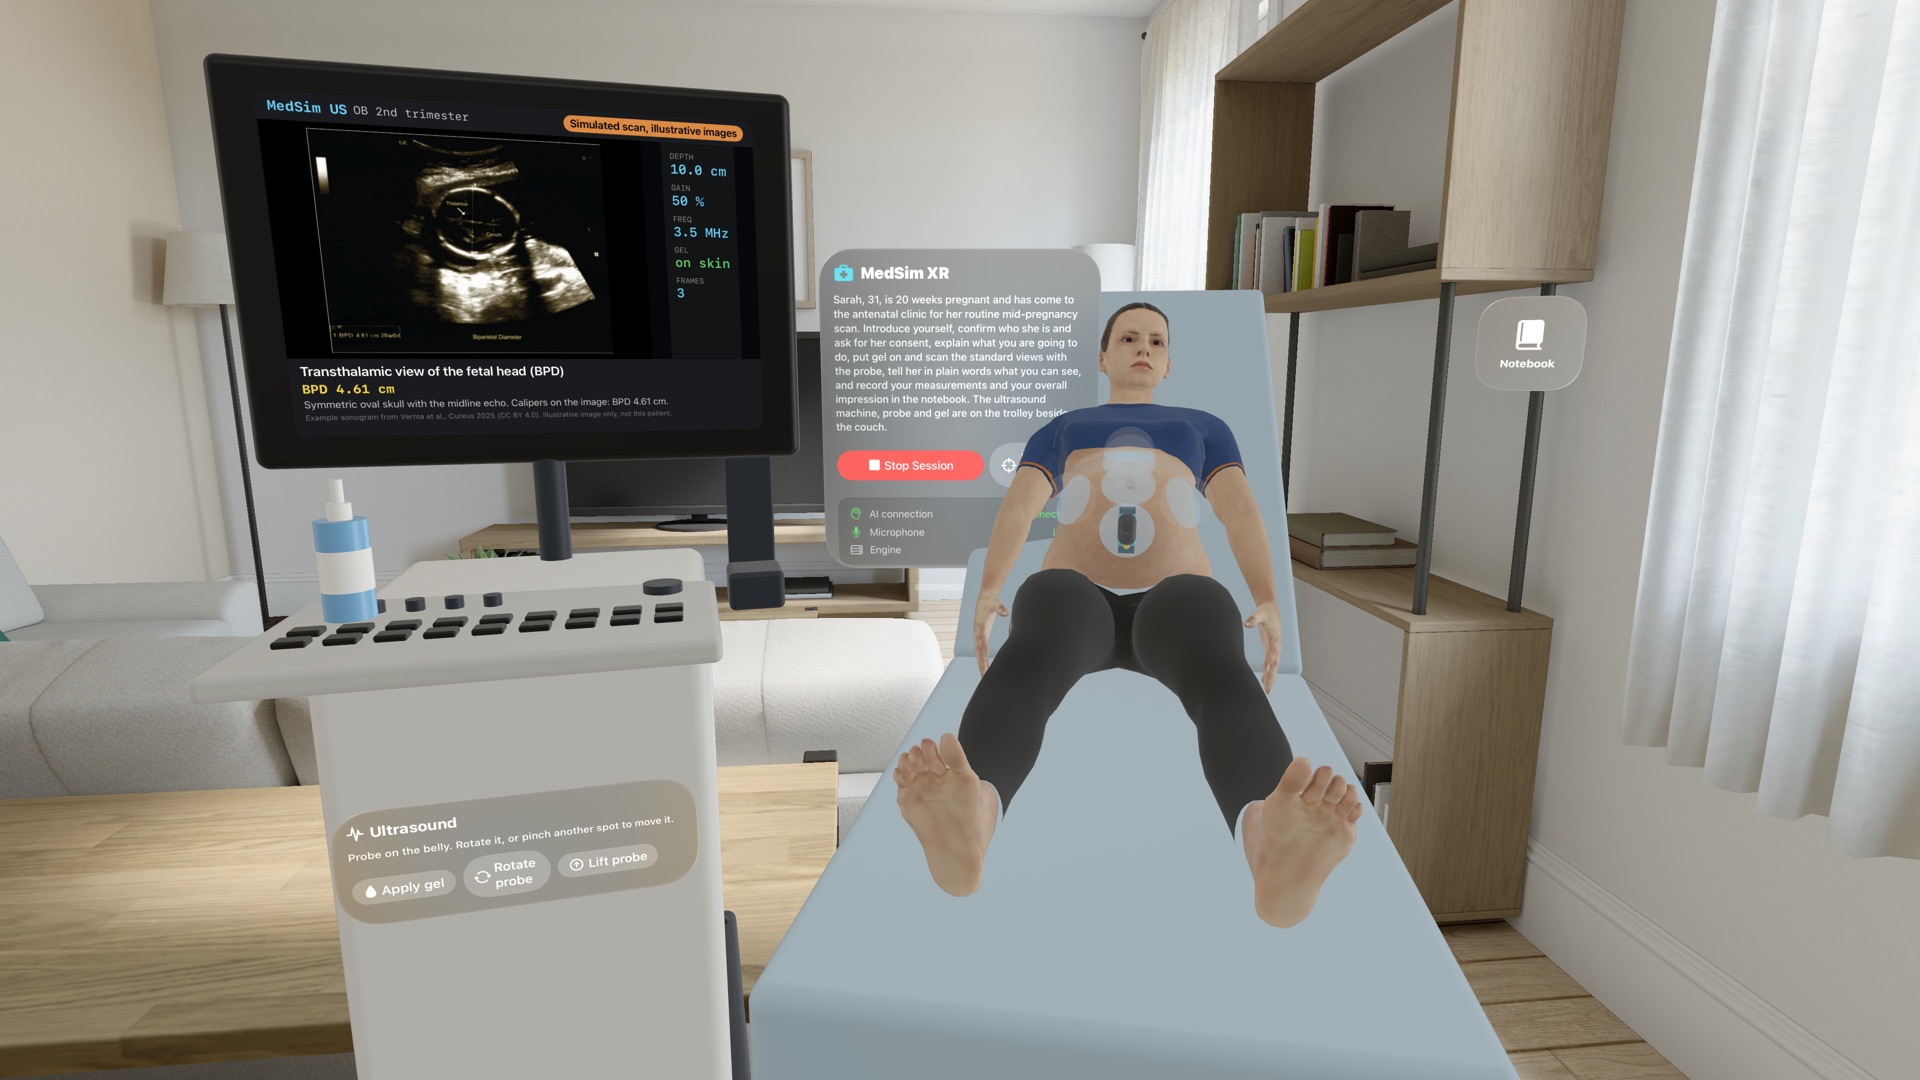 MedSim US OB 2nd trimester
Simulated scan, illustrative images
GE
Thalamus
Cavum
1 BPD 4.61 cm 20w0d
Biparietal Diameter
DEPTH
10.0 cm
GAIN
50 %
FREQ
3.5 MHz
GEL
on skin
FRAMES
3
Transthalamic view of the fetal head (BPD)
BPD 4.61 cm
Symmetric oval skull with the midline echo. Calipers on the image: BPD 4.61 cm.
Example sonogram from Verma et al., Cureus 2025 (CC BY 4.0). Illustrative image only, not this patient.
MedSim XR
Sarah, 31, is 20 weeks pregnant and has come to
the antenatal clinic for her routine mid-pregnancy
scan. Introduce yourself, confirm who she is and
ask for her consent, explain what you are going to
do, put gel on and scan the standard views with
the probe, tell her in plain words what you can see,
and record your measurements and your overall
impression in the notebook. The ultrasound
machine, probe and gel are on the trolley beside
the couch.
Stop Session
AI connection
Microphone
Engine
Notebook
Ultrasound
Probe on the belly. Rotate it, or pinch another spot to move it.
Apply gel
Rotate
probe
Lift probe